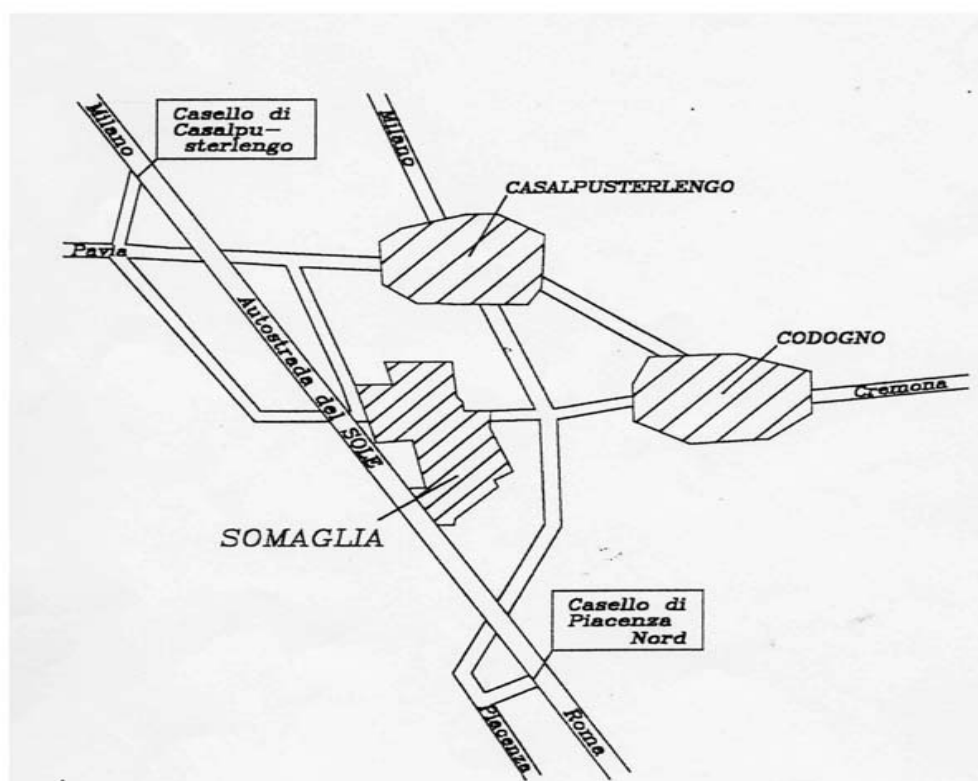 Milano
Casello di
Casalpu-
sterlengo
Milano
CASALPUSTERLENGO
Pavia
Autostrada del SOLE
CODOGNO
Cremona
SOMAGLIA
Casello di
Piacenza
Nord
Piacenza
Roma